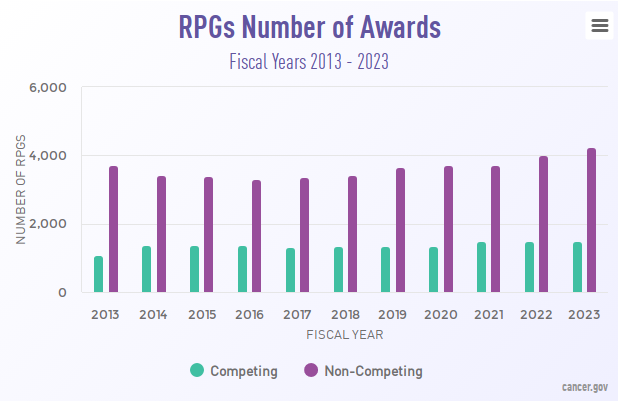 RPGs Number of Awards
Fiscal Years 2013 - 2023
6,000
4,000
2,000
0
NUMBER OF RPGS
2013 2014 2015 2016 2017 2018 2019 2020 2021 2022 2023
FISCAL YEAR
Competing Non-Competing
cancer.gov